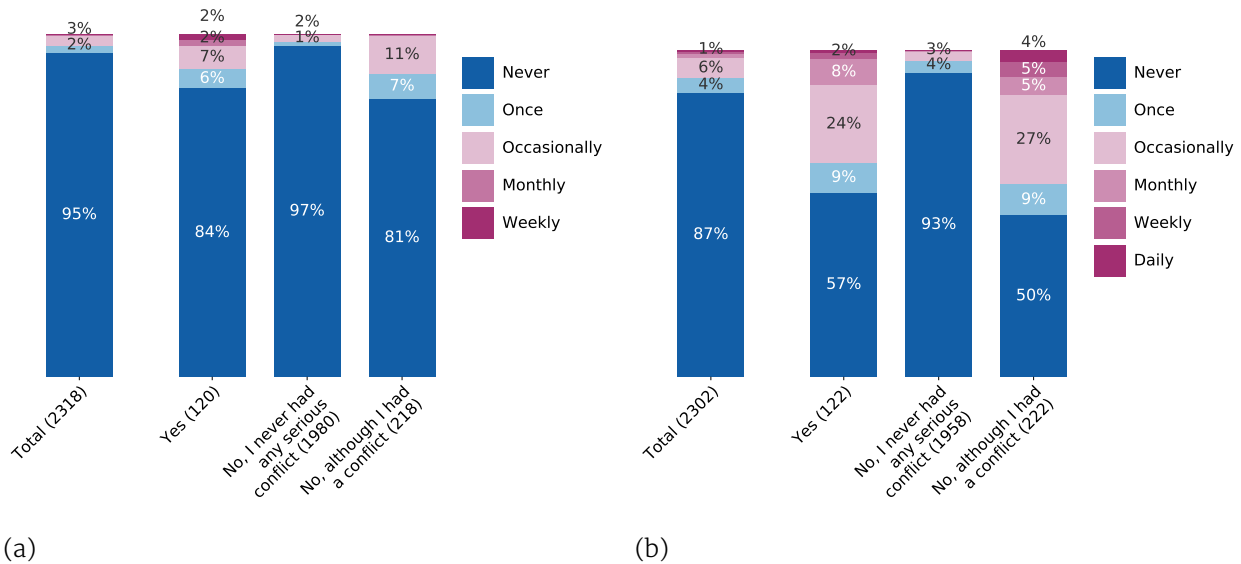 3%
2%
95%
Total (2318)
2%
2%
7%
6%
84%
Yes (120)
2%
1%
97%
No, I never had
any serious
conflict (1980)
11%
7%
81%
No, although I had
a conflict (218)
Never
Once
Occasionally
Monthly
Weekly
(a)
1%
6%
4%
87%
Total (2302)
2%
8%
24%
9%
57%
Yes (122)
3%
4%
93%
No, I never had
any serious
conflict (1958)
4%
5%
5%
27%
9%
50%
No, although I had
a conflict (222)
Never
Once
Occasionally
Monthly
Weekly
Daily
(b)